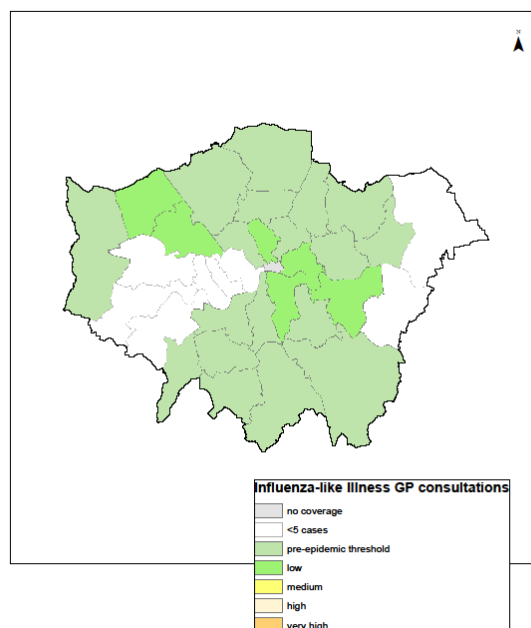 N
Influenza-like Illness GP consultations
no coverage
<5 cases
pre-epidemic threshold
low
medium
high
very high